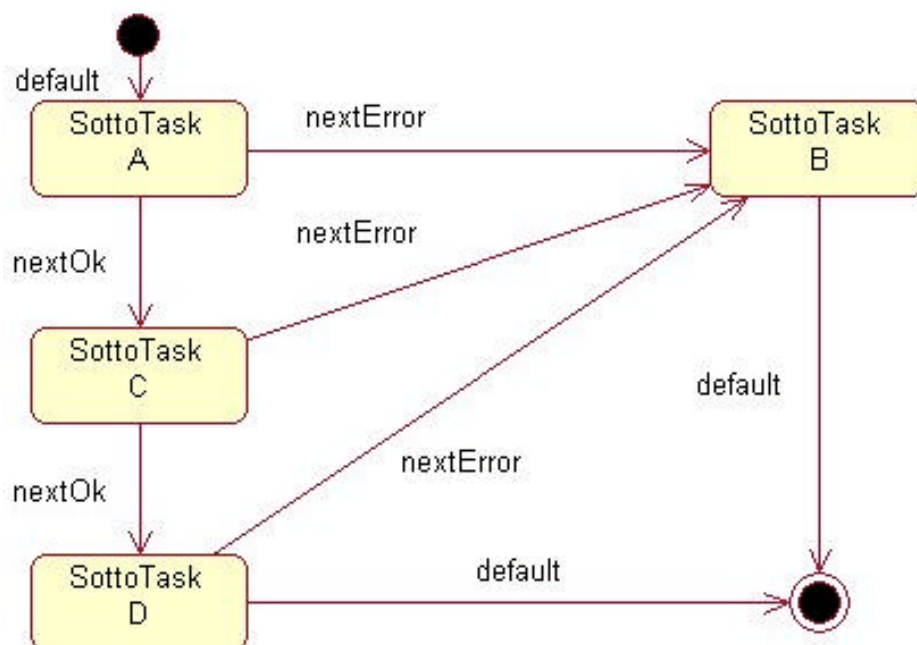 default
SottoTask
A
nextError
SottoTask
B
nextError
nextOk
SottoTask
C
default
nextError
nextOk
SottoTask
D
default